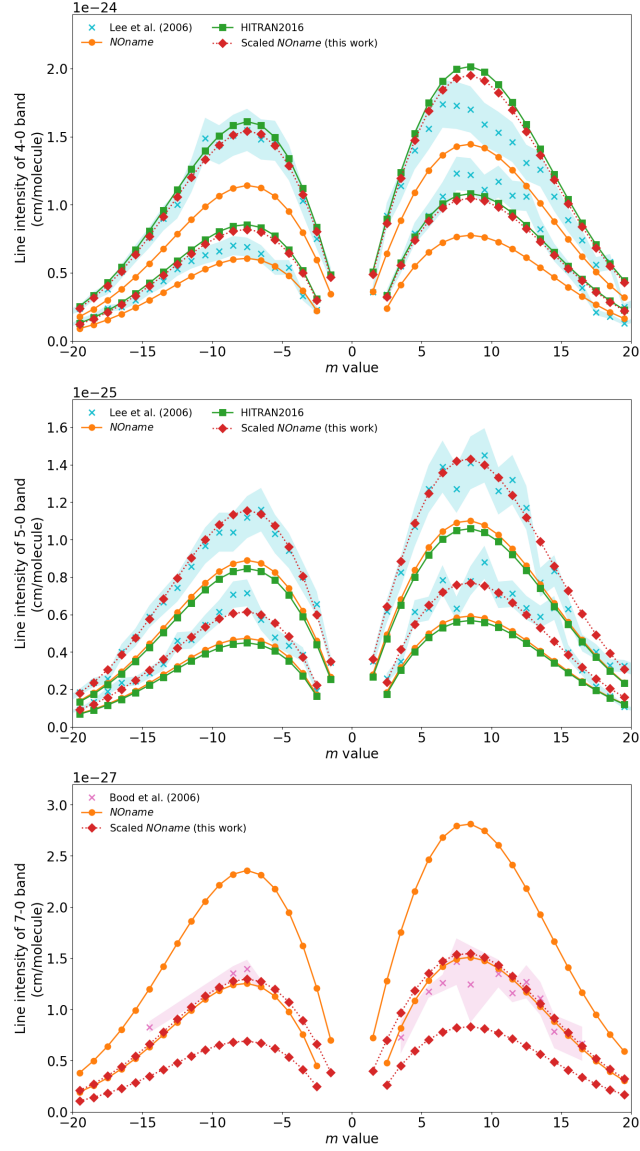 1e−24
Lee et al. (2006)
NOname
HITRAN2016
Scaled NOname (this work)
Line intensity of 4-0 band
(cm/molecule)
2.0
1.5
1.0
0.5
0.0
−20 −15 −10 −5 0 5 10 15 20
m value
1e−25
Lee et al. (2006)
NOname
HITRAN2016
Scaled NOname (this work)
Line intensity of 5-0 band
(cm/molecule)
1.6
1.4
1.2
1.0
0.8
0.6
0.4
0.2
0.0
−20 −15 −10 −5 0 5 10 15 20
m value
1e−27
Bood et al. (2006)
NOname
Scaled NOname (this work)
Line intensity of 7-0 band
(cm/molecule)
3.0
2.5
2.0
1.5
1.0
0.5
0.0
−20 −15 −10 −5 0 5 10 15 20
m value